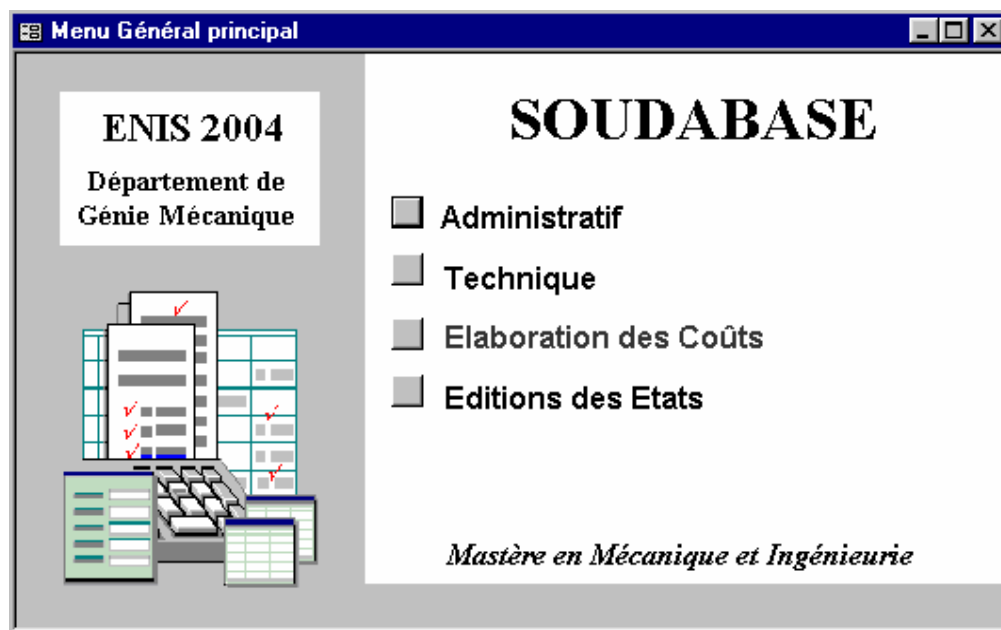 Menu Général principal
ENIS 2004
Département de
Génie Mécanique
SOUDABASE
Administratif
Technique
Elaboration des Coûts
Editions des Etats
Mastère en Mécanique et Ingénieurie